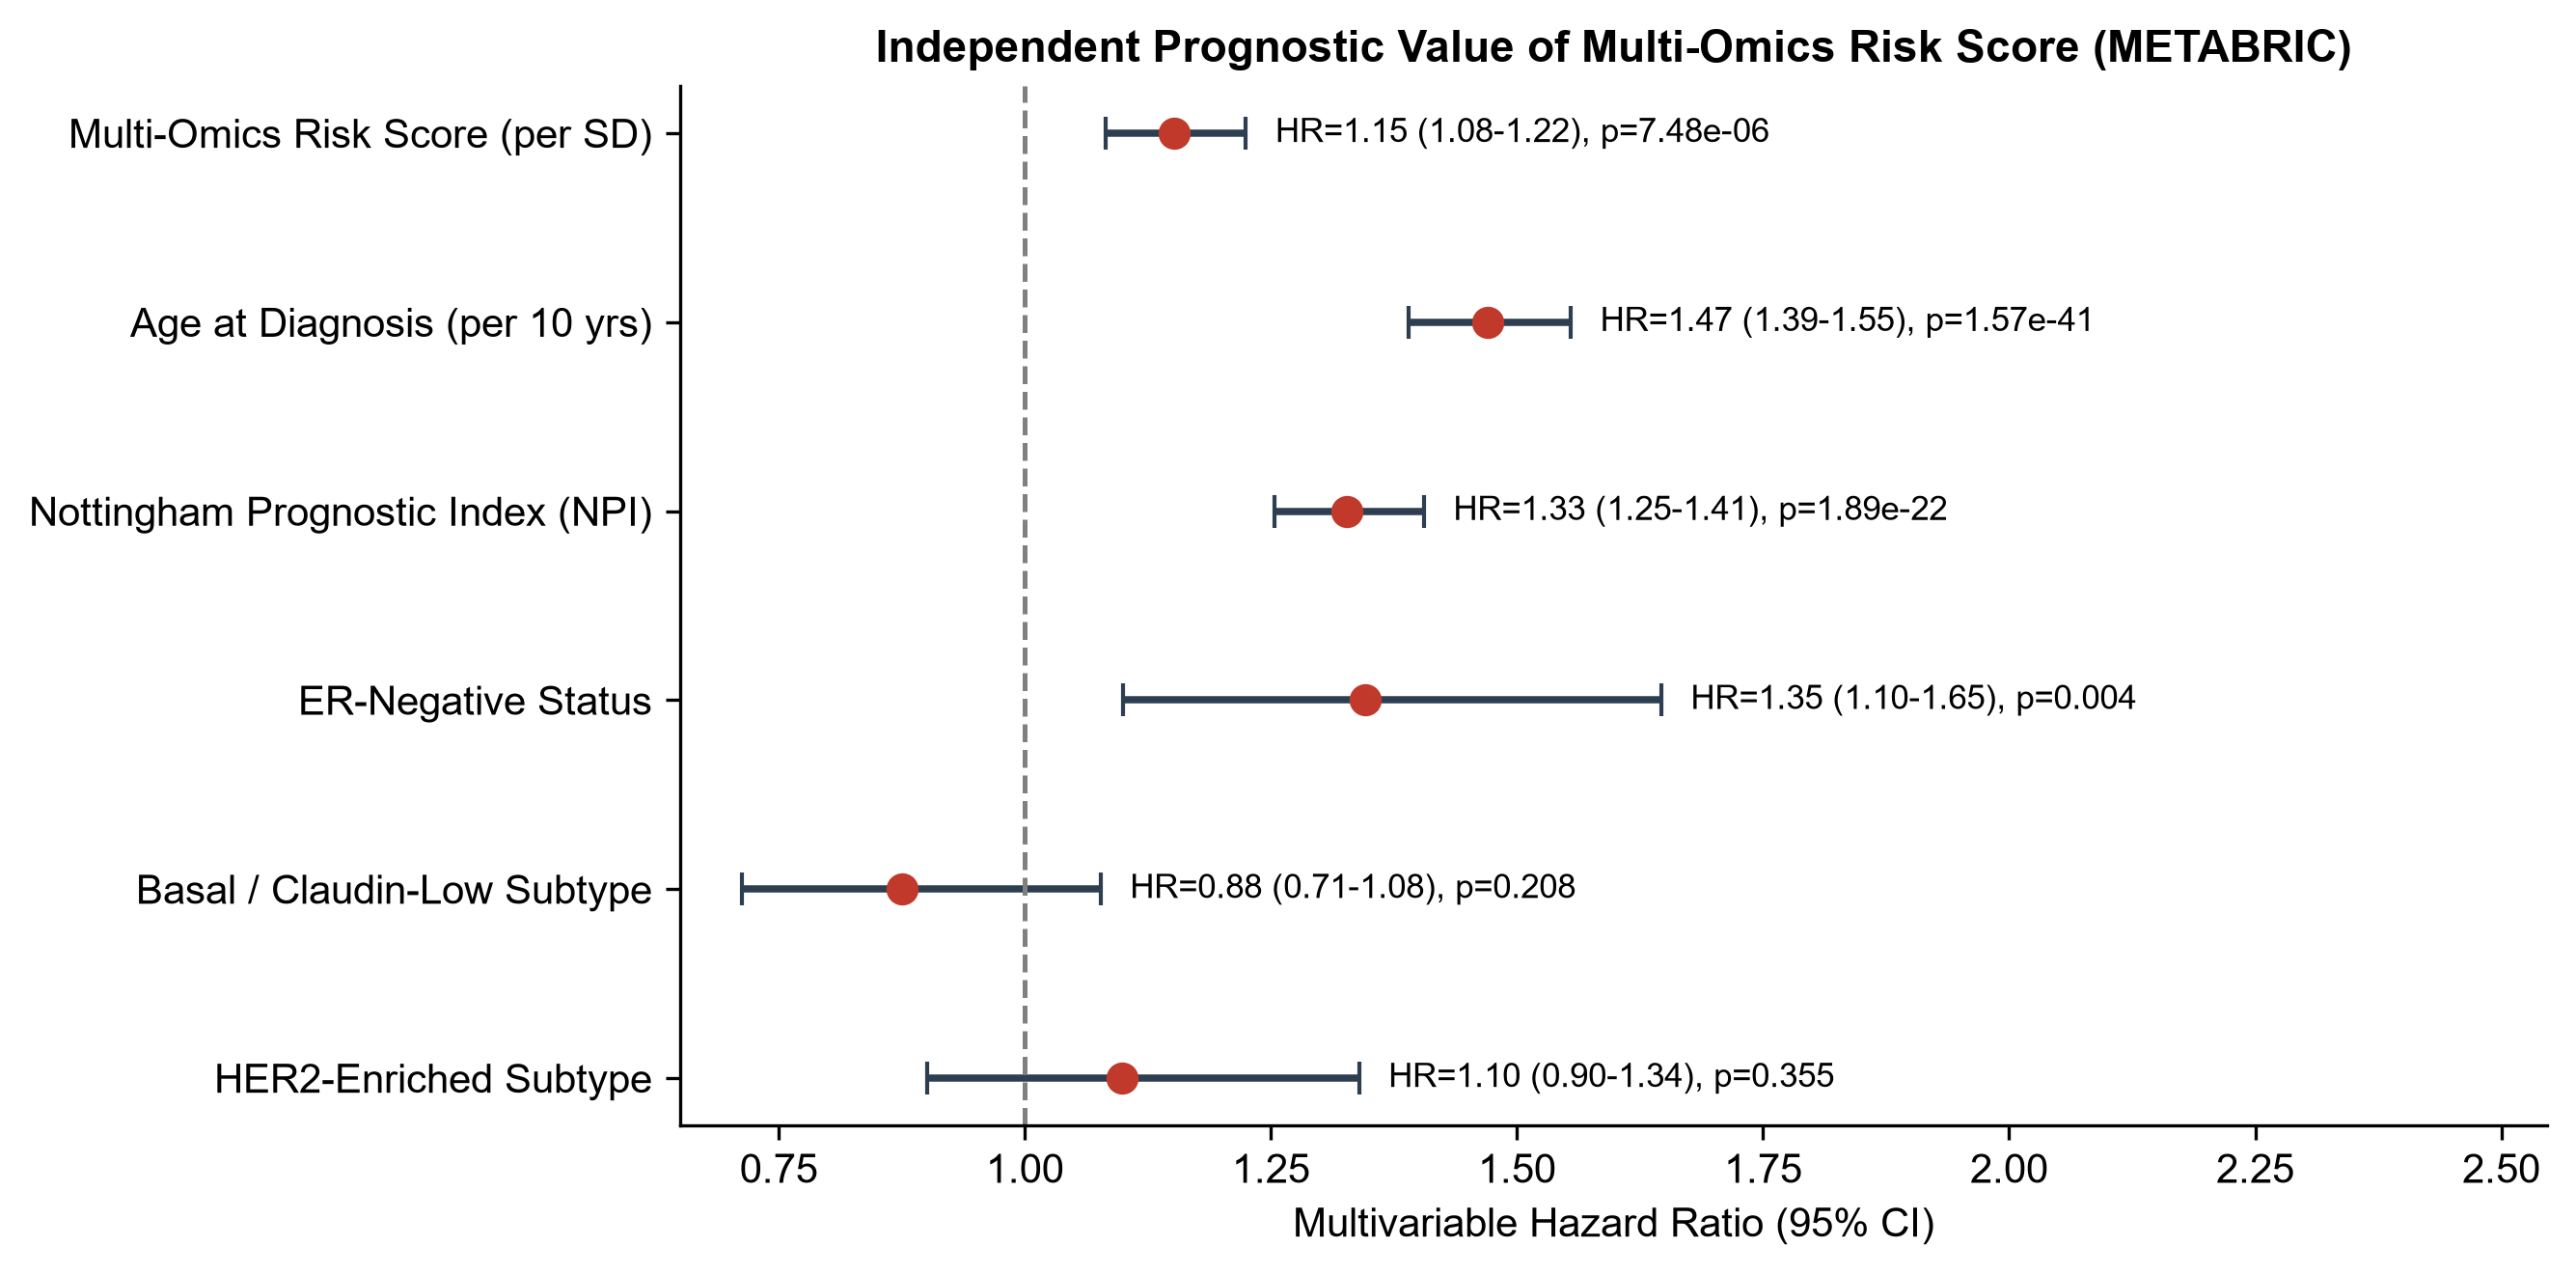 Independent Prognostic Value of Multi-Omics Risk Score (METABRIC)
Multi-Omics Risk Score (per SD)
HR=1.15 (1.08-1.22), p=7.48e-06
Age at Diagnosis (per 10 yrs)
HR=1.47 (1.39-1.55), p=1.57e-41
Nottingham Prognostic Index (NPI)
HR=1.33 (1.25-1.41), p=1.89e-22
ER-Negative Status
HR=1.35 (1.10-1.65), p=0.004
Basal / Claudin-Low Subtype
HR=0.88 (0.71-1.08), p=0.208
HER2-Enriched Subtype
HR=1.10 (0.90-1.34), p=0.355
0.75 1.00 1.25 1.50 1.75 2.00 2.25 2.50
Multivariable Hazard Ratio (95% CI)